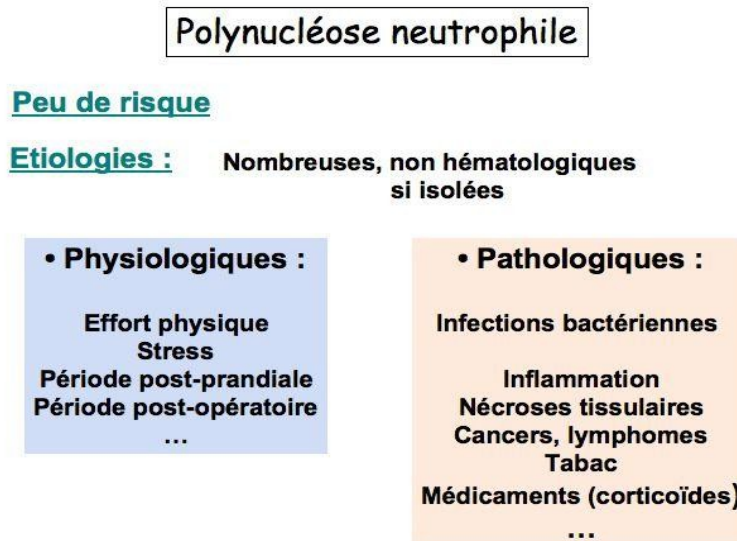 Polynucléose neutrophile
Peu de risque
Etiologies :
Nombreuses, non hématologiques
si isolées
• Physiologiques :
Effort physique
Stress
Période post-prandiale
Période post-opératoire
...
• Pathologiques :
Infections bactériennes
Inflammation
Nécroses tissulaires
Cancers, lymphomes
Tabac
Médicaments (corticoïdes)
...